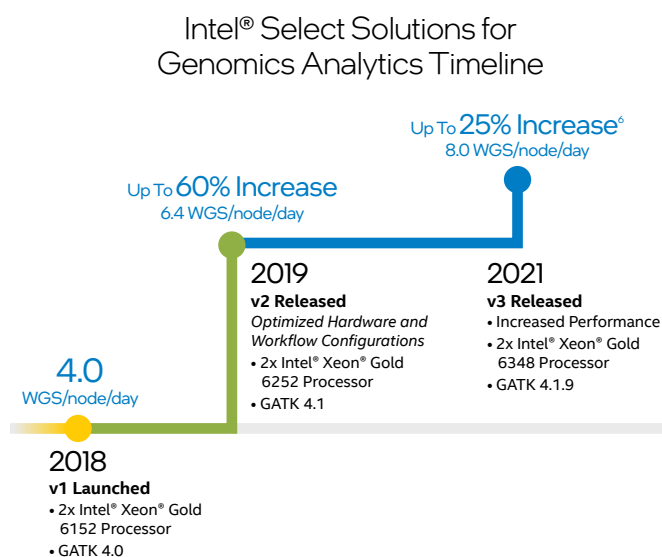 Intel® Select Solutions for
Genomics Analytics Timeline
Up To 25% Increase⁶
8.0 WGS/node/day
Up To 60% Increase
6.4 WGS/node/day
2019
v2 Released
Optimized Hardware and
Workflow Configurations
• 2x Intel® Xeon® Gold
6252 Processor
• GATK 4.1
2021
v3 Released
• Increased Performance
• 2x Intel® Xeon® Gold
6348 Processor
• GATK 4.1.9
4.0
WGS/node/day
2018
v1 Launched
• 2x Intel® Xeon® Gold
6152 Processor
• GATK 4.0